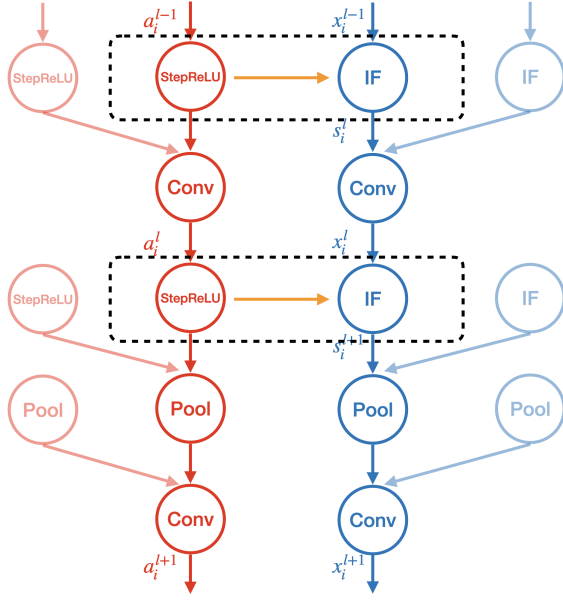 a_i^{l-1} x_i^{l-1}
StepReLU StepReLU IF IF
s_i^l
Conv Conv
a_i^l x_i^l
StepReLU StepReLU IF IF
s_i^{l+1}
Pool Pool Pool Pool
Conv Conv
a_i^{l+1} x_i^{l+1}